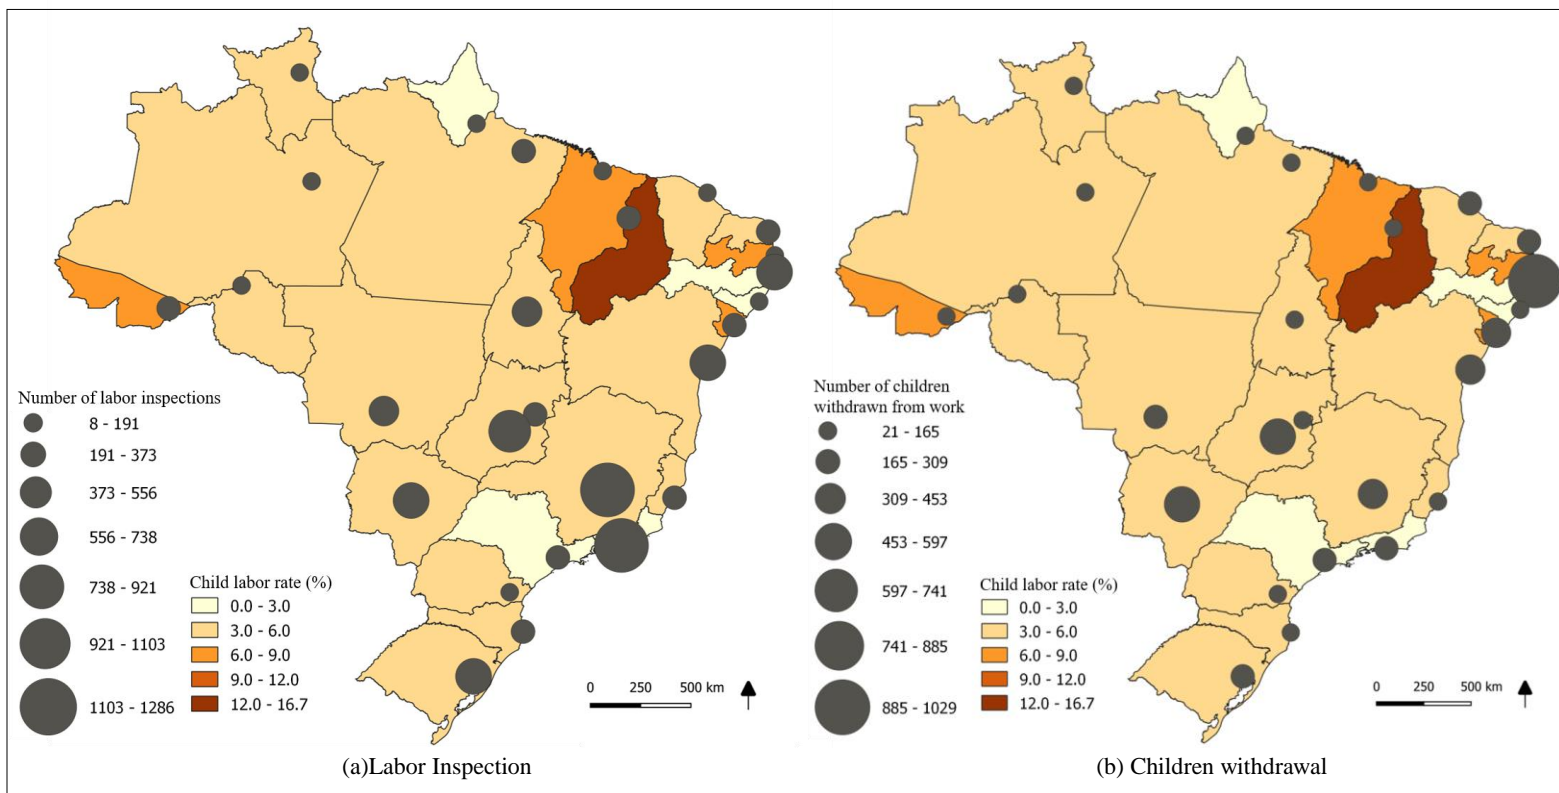 Number of labor inspections
8 - 191
191 - 373
373 - 556
556 - 738
738 - 921
921 - 1103
1103 - 1286
Child labor rate (%)
0.0 - 3.0
3.0 - 6.0
6.0 - 9.0
9.0 - 12.0
12.0 - 16.7
0 250 500 km
(a)Labor Inspection
Number of children
withdrawn from work
21 - 165
165 - 309
309 - 453
453 - 597
597 - 741
741 - 885
885 - 1029
Child labor rate (%)
0.0 - 3.0
3.0 - 6.0
6.0 - 9.0
9.0 - 12.0
12.0 - 16.7
0 250 500 km
(b) Children withdrawal